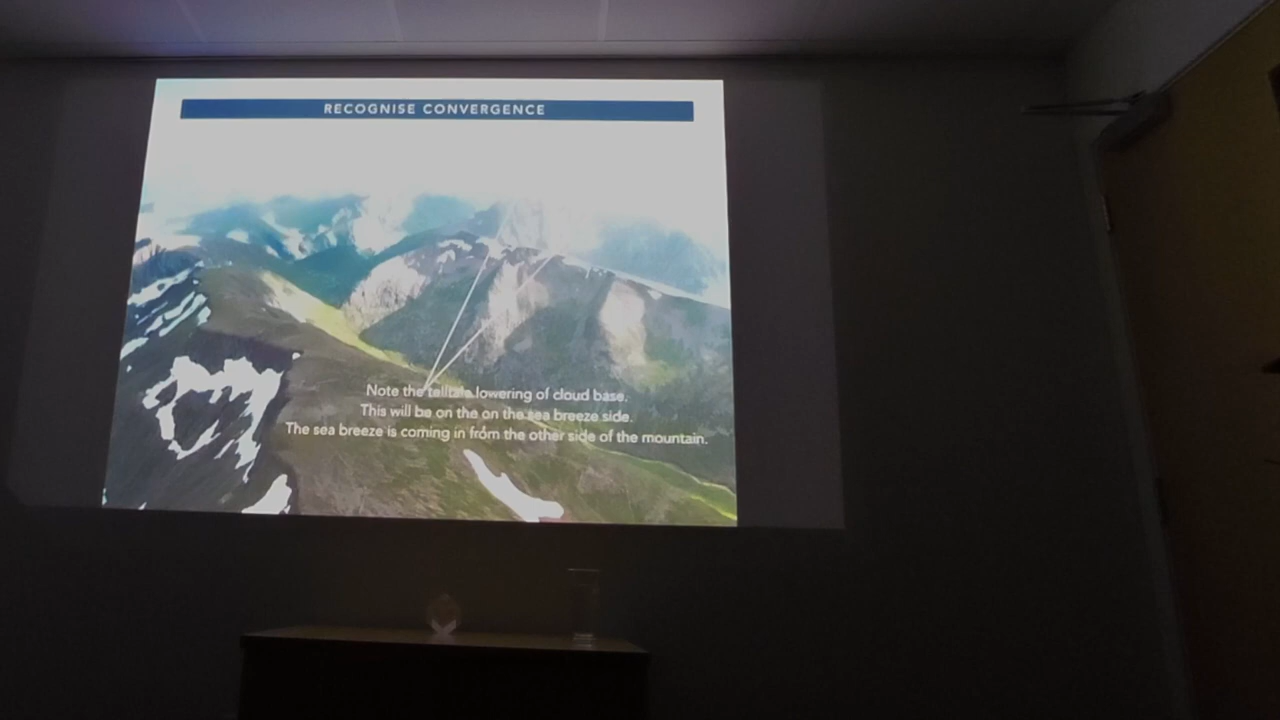 RECOGNISE CONVERGENCE
Note the telltale lowering of cloud base.
This will be on the on the sea breeze side.
The sea breeze is coming in from the other side of the mountain.